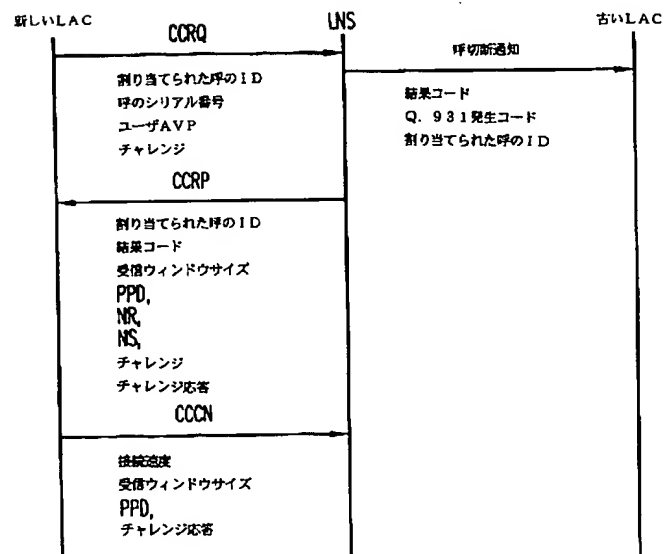 新しいLAC
LNS
古いLAC
CCRQ
呼切断通知
割り当てられた呼のID
呼のシリアル番号
ユーザAVP
チャレンジ
結果コード
Q. 931発生コード
割り当てられた呼のID
CCRP
割り当てられた呼のID
結果コード
受信ウィンドウサイズ
PPD,
NR,
NS,
チャレンジ
チャレンジ応答
CCCN
接続速度
受信ウィンドウサイズ
PPD,
チャレンジ応答